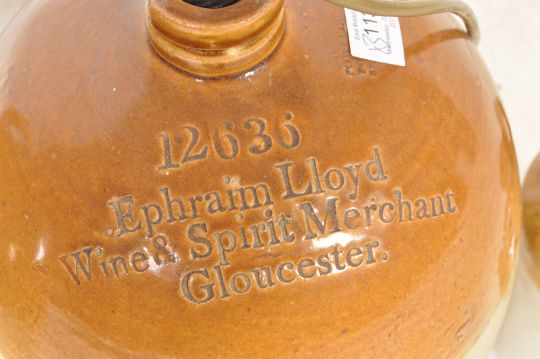 12636
Ephraim Lloyd
Wine & Spirit Merchant
Gloucester.